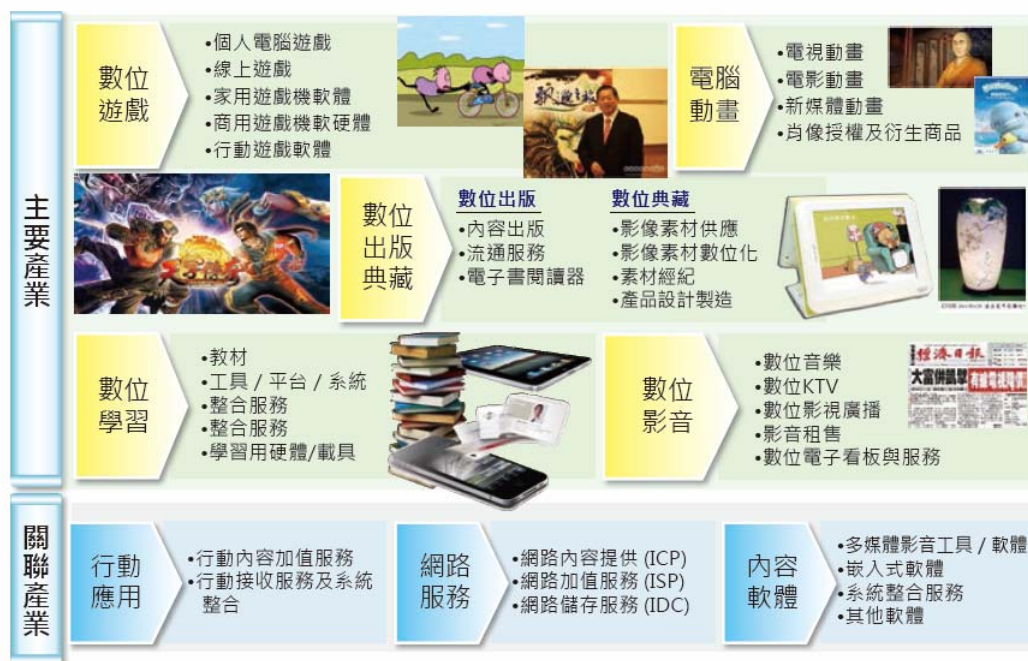 主要產業
數位
遊戲
•個人電腦遊戲
•線上遊戲
•家用遊戲機軟體
•商用遊戲機軟硬體
•行動遊戲軟體
電腦
動畫
•電視動畫
•電影動畫
•新媒體動畫
•肖像授權及衍生商品
數位
出版
典藏
數位出版
•內容出版
•流通服務
•電子書閱讀器
數位典藏
•影像素材供應
•影像素材數位化
•素材經紀
•產品設計製造
數位
學習
•教材
•工具 / 平台 / 系統
•整合服務
•整合服務
•學習用硬體/載具
數位
影音
•數位音樂
•數位KTV
•數位影視廣播
•影音租售
•數位電子看板與服務
經濟日報
關聯產業
行動
應用
•行動內容加值服務
•行動接收服務及系統
整合
網路
服務
•網路內容提供 (ICP)
•網路加值服務 (ISP)
•網路儲存服務 (IDC)
內容
軟體
•多媒體影音工具 / 軟體
•嵌入式軟體
•系統整合服務
•其他軟體